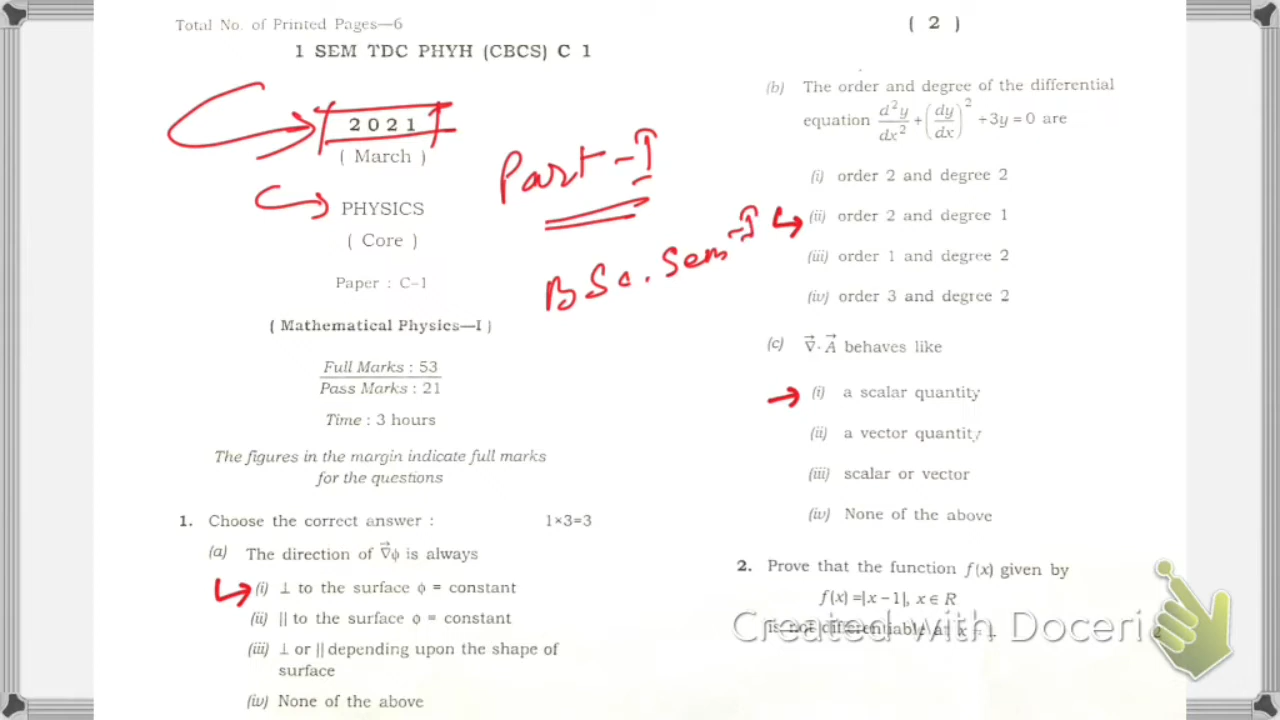 Total No. of Printed Pages—6
1 SEM TDC PHYH (CBCS) C 1
2021
( March )
PHYSICS
( Core )
Paper : C-1
( Mathematical Physics—I )
Full Marks : 53
Pass Marks : 21
Time : 3 hours
The figures in the margin indicate full marks
for the questions
1. Choose the correct answer : 1×3=3
(a) The direction of ∇⃗ϕ is always
(i) ⊥ to the surface ϕ = constant
(ii) || to the surface ϕ = constant
(iii) ⊥ or || depending upon the shape of
surface
(iv) None of the above
Part-I
BSc. Sem-I
( 2 )
(b) The order and degree of the differential
equation d²y/dx² + (dy/dx)² + 3y = 0 are
(i) order 2 and degree 2
(ii) order 2 and degree 1
(iii) order 1 and degree 2
(iv) order 3 and degree 2
(c) ∇⃗·A⃗ behaves like
(i) a scalar quantity
(ii) a vector quantity
(iii) scalar or vector
(iv) None of the above
2. Prove that the function f(x) given by
f(x) =|x − 1|, x ∈ R
is not differentiable at x = 1
2
Created With Doceri